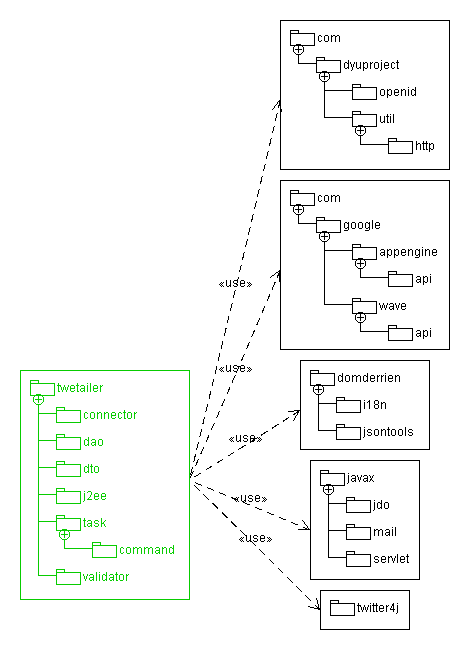 com
dyuproject
openid
util
http
com
google
appengine
api
wave
api
«use»
«use»
twetailer
connector
dao
dto
j2ee
task
command
validator
domderrien
i18n
jsontools
«use»
javax
jdo
mail
servlet
«use»
«use»
twitter4j